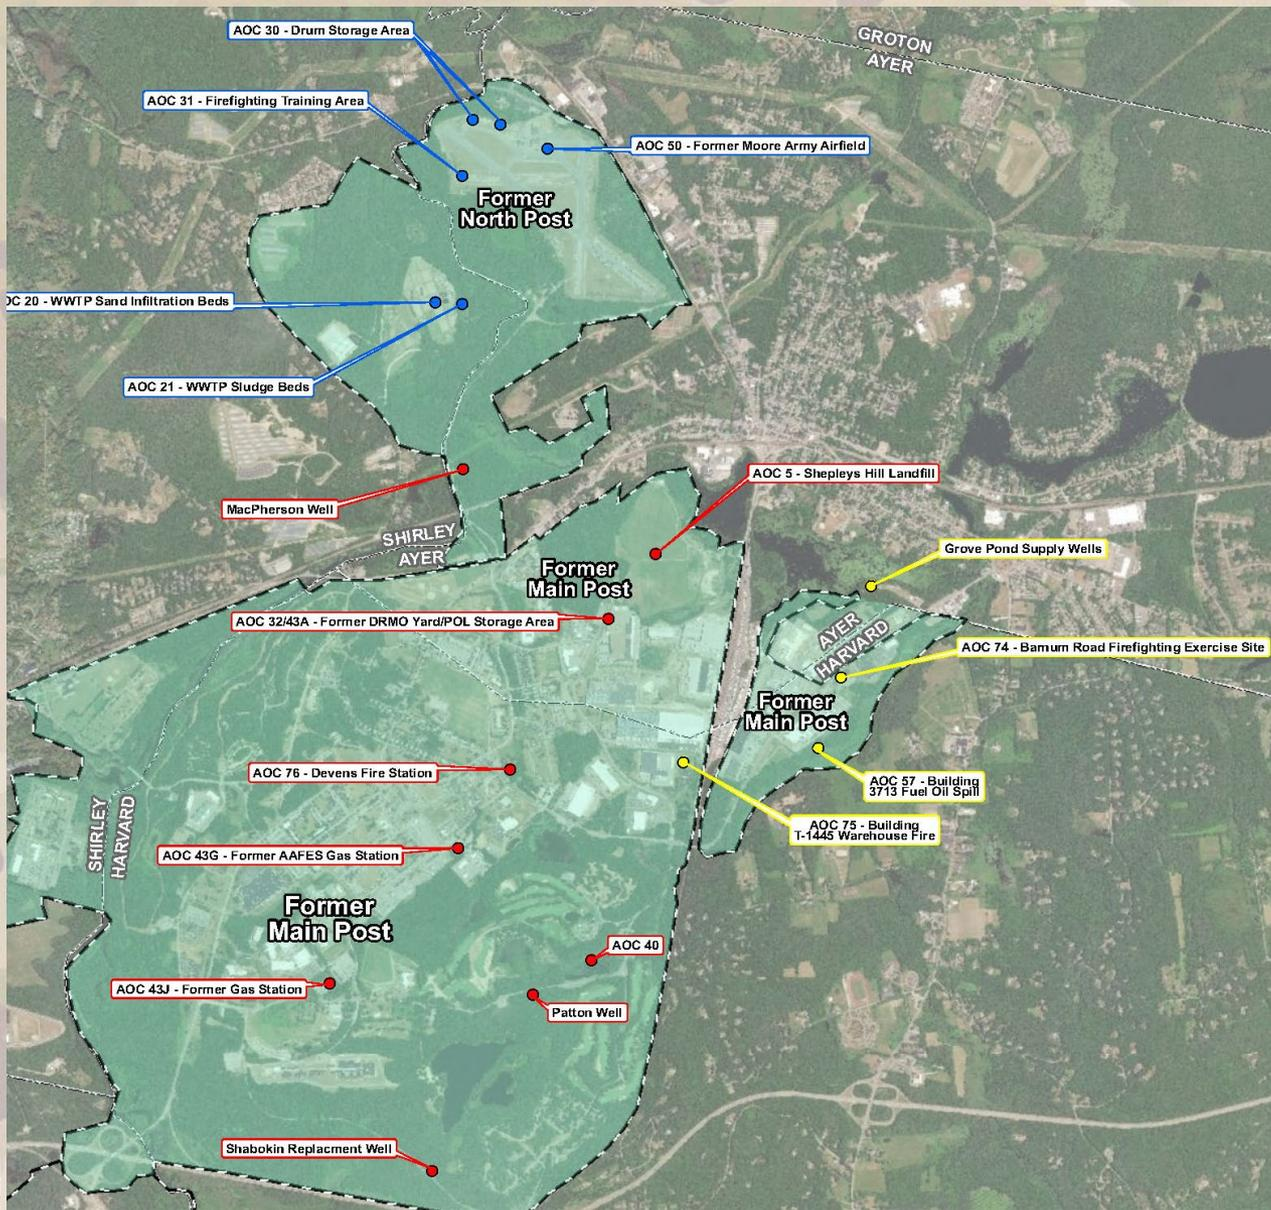 AOC 30 - Drum Storage Area
GROTON
AYER
AOC 31 - Firefighting Training Area
AOC 50 - Former Moore Army Airfield
Former
North Post
OC 20 - WWTP Sand Infiltration Beds
AOC 21 - WWTP Sludge Beds
AOC 5 - Shepleys Hill Landfill
MacPherson Well
SHIRLEY
AYER
Grove Pond Supply Wells
Former
Main Post
AOC 32/43A - Former DRMO Yard/POL Storage Area
AYER
HARVARD
AOC 74 - Barnum Road Firefighting Exercise Site
Former
Main Post
AOC 76 - Devens Fire Station
AOC 57 - Building
3713 Fuel Oil Spill
SHIRLEY
HARVARD
AOC 75 - Building
T-1445 Warehouse Fire
AOC 43G - Former AAFES Gas Station
Former
Main Post
AOC 40
AOC 43J - Former Gas Station
Patton Well
Shabokin Replacment Well